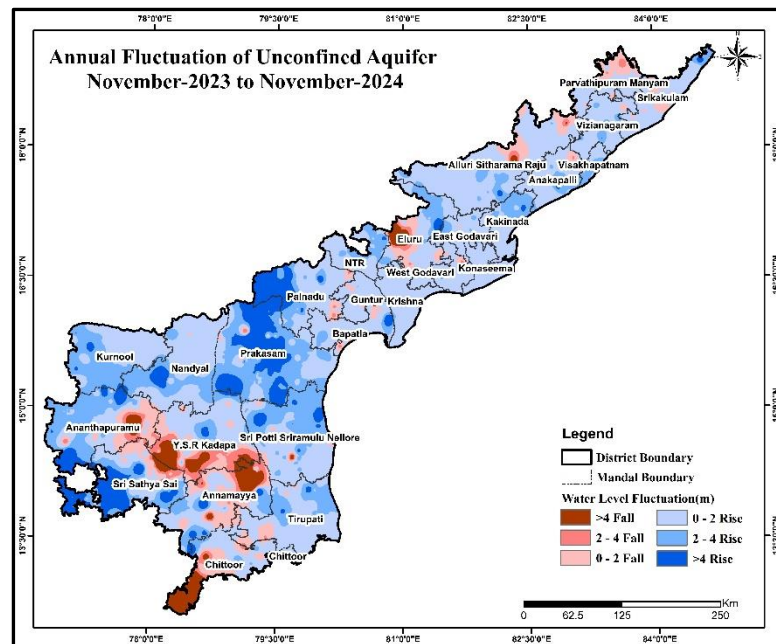 78°0'0"E 79°30'0"E 81°0'0"E 82°30'0"E 84°0'0"E
Annual Fluctuation of Unconfined Aquifer
November-2023 to November-2024
Parvathipuram Manyam
Srikakulam
Vizianagaram
Alluri Sitharama Raju
Visakhapatnam
Anakapalli
Kakinada
Eluru
East Godavari
NTR
West Godavari
Konaseema
Palnadu
Guntur
Krishna
Bapatla
Prakasam
Kurnool
Nandyal
Ananthapuramu
Y.S.R Kadapa
Sri Potti Sriramulu Nellore
Sri Sathya Sai
Annamayya
Tirupati
Chittoor
Chittoor
16°30'0"N
15°0'0"N
13°30'0"N
Legend
District Boundary
Mandal Boundary
Water Level Fluctuation(m)
>4 Fall 0 - 2 Rise
2 - 4 Fall 2 - 4 Rise
0 - 2 Fall >4 Rise
Km
0 62.5 125 250
78°0'0"E 79°30'0"E 81°0'0"E 82°30'0"E 84°0'0"E